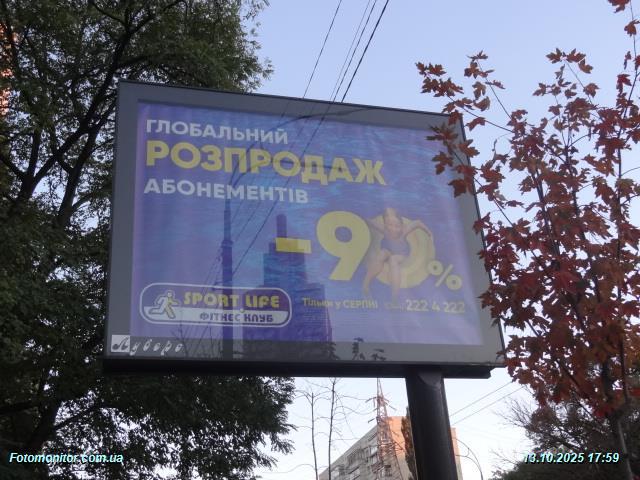 ГЛОБАЛЬНИЙ
РОЗПРОДАЖ
АБОНЕМЕНТІВ
-90%
SPORT LIFE
ФІТНЕС КЛУБ
Тільки у СЕРПНІ
222 4 222
Луверс
Fotomonitor.com.ua
13.10.2025 17:59